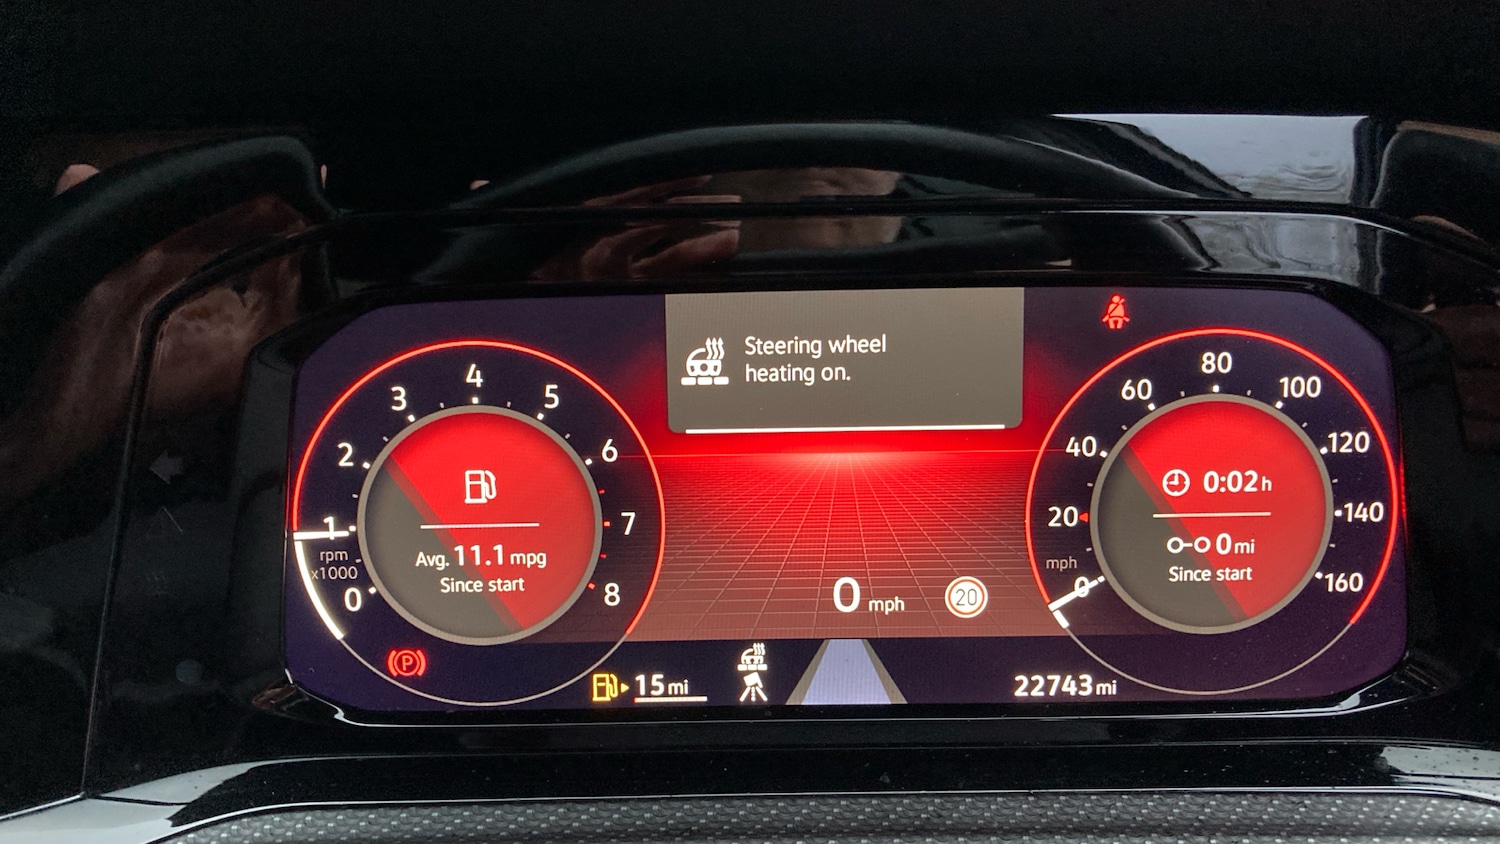 Steering wheel
heating on.
0
1
2
3
4
5
6
7
8
rpm
x1000
Avg. 11.1 mpg
Since start
0
20
40
60
80
100
120
140
160
mph
0:02 h
0 mi
Since start
0 mph
20
P
15 mi
22743 mi